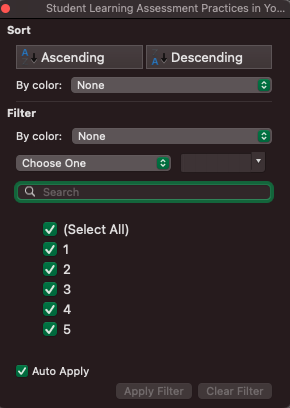 Student Learning Assessment Practices in Yo...
Sort
A Z Ascending
A Z Descending
By color: None
Filter
By color: None
Choose One
Search
(Select All)
1
2
3
4
5
Auto Apply
Apply Filter
Clear Filter